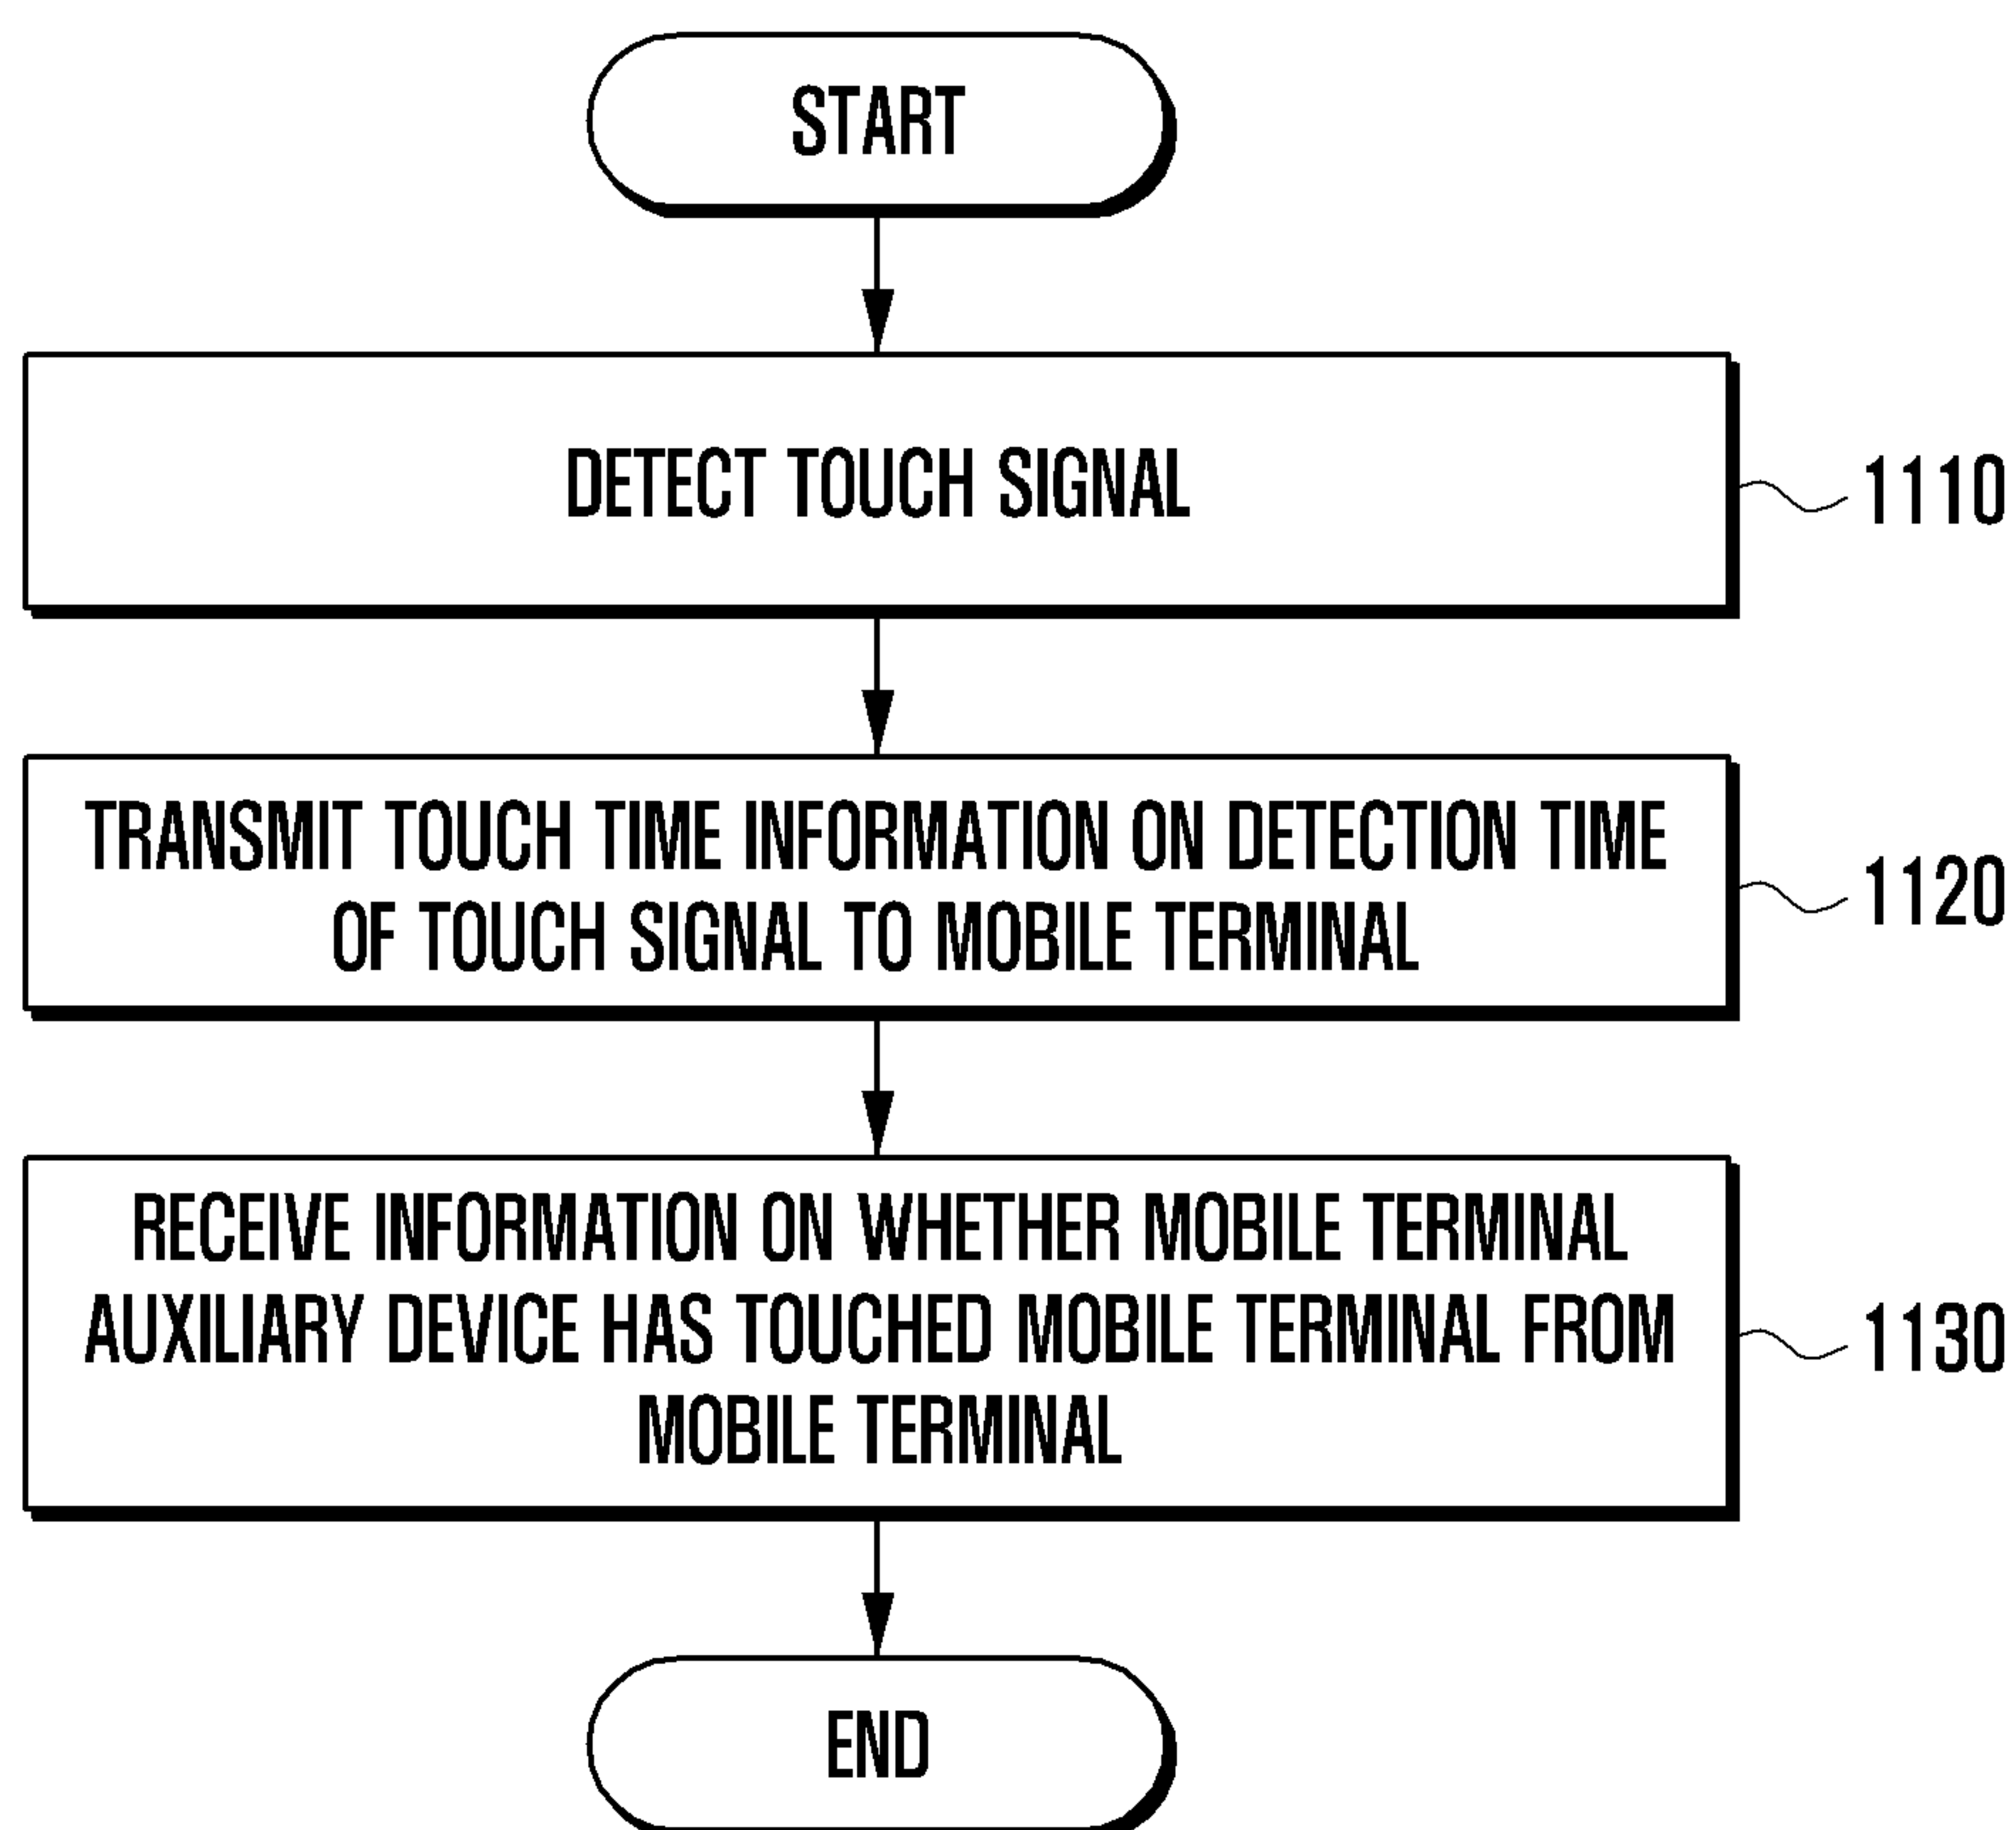 START
DETECT TOUCH SIGNAL
1110
TRANSMIT TOUCH TIME INFORMATION ON DETECTION TIME
OF TOUCH SIGNAL TO MOBILE TERMINAL
1120
RECEIVE INFORMATION ON WHETHER MOBILE TERMINAL
AUXILIARY DEVICE HAS TOUCHED MOBILE TERMINAL FROM
MOBILE TERMINAL
1130
END